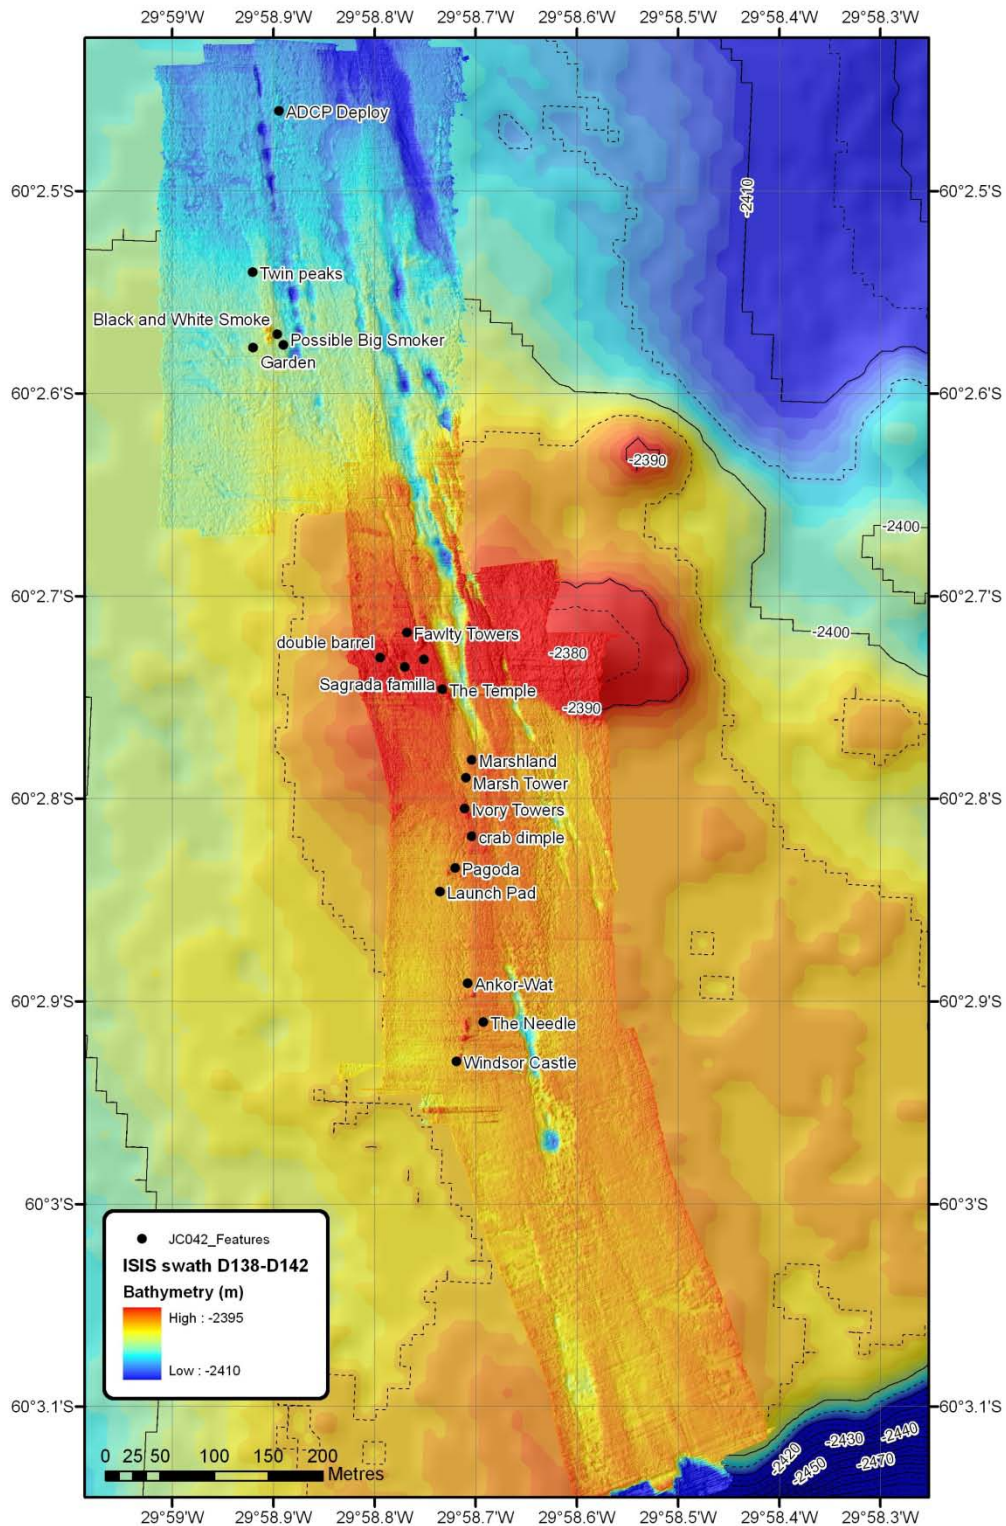 29°59'W 29°58.9'W 29°58.8'W 29°58.7'W 29°58.6'W 29°58.5'W 29°58.4'W 29°58.3'W
ADCP Deploy
60°2.5'S -2410 60°2.5'S
Twin peaks
Black and White Smoke
Possible Big Smoker
Garden
60°2.6'S 60°2.6'S
-2390
-2400
60°2.7'S 60°2.7'S
-2400
double barrel Fawlty Towers
-2380
Sagrada familla The Temple
-2390
Marshland
Marsh Tower
60°2.8'S 60°2.8'S
Ivory Towers
crab dimple
Pagoda
Launch Pad
Ankor-Wat
60°2.9'S 60°2.9'S
The Needle
Windsor Castle
60°3'S 60°3'S
JC042_Features
ISIS swath D138-D142
Bathymetry (m)
High : -2395
Low : -2410
60°3.1'S 60°3.1'S
-2420 -2430 -2440
-2450 -2470
0 25 50 100 150 200
Metres
29°59'W 29°58.9'W 29°58.8'W 29°58.7'W 29°58.6'W 29°58.5'W 29°58.4'W 29°58.3'W